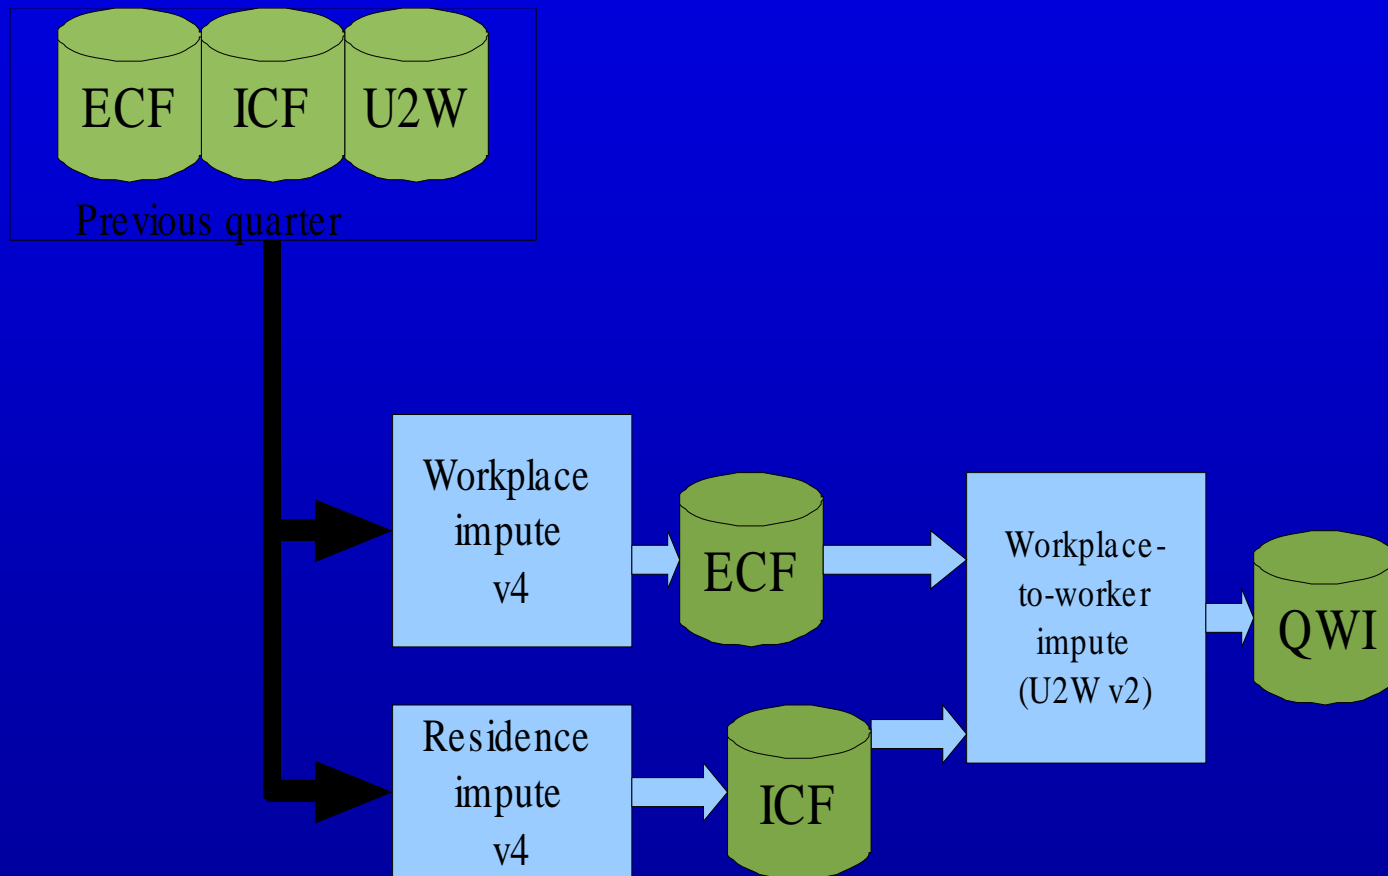 ECF ICF U2W
Previous quarter
Workplace
impute
v4
ECF
Workplace-
to-worker
impute
(U2W v2)
QWI
Residence
impute
v4
ICF